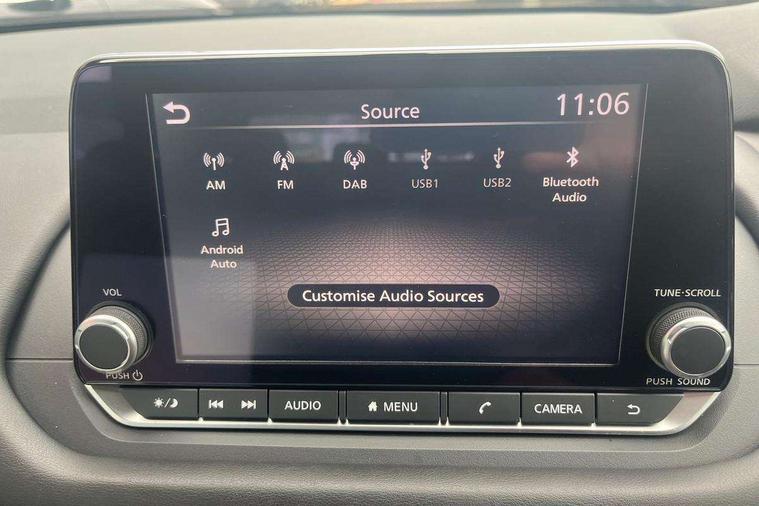 Source
11:06
AM
FM
DAB
USB1
USB2
Bluetooth
Audio
Android
Auto
Customise Audio Sources
VOL
PUSH
TUNE·SCROLL
PUSH SOUND
AUDIO
MENU
CAMERA